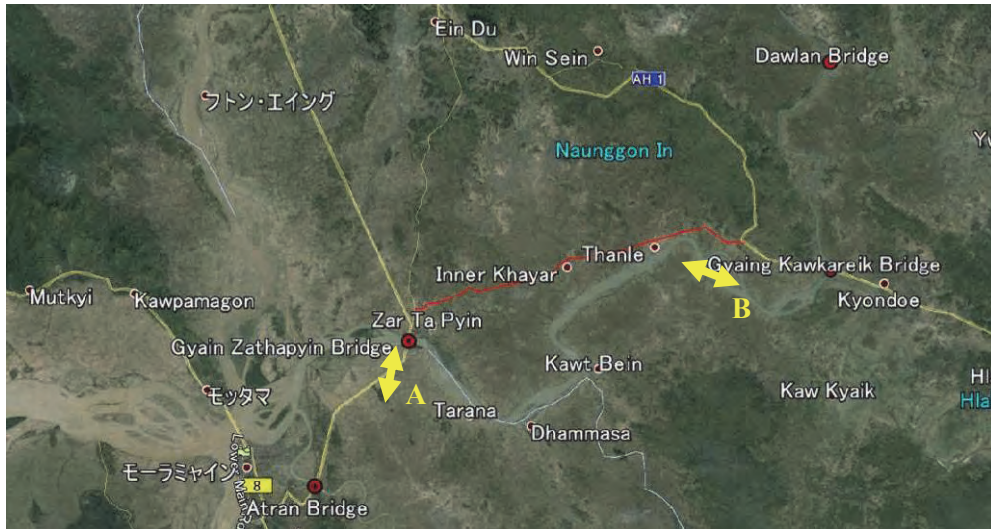 Ein Du
Win Sein
Dawlan Bridge
AH 1
フトン・エイング
Naunggon In
Thanle
Inner Khayar
Gyaing Kawkareik Bridge
Mutkyi
Kawpamagon
Kyondoe
B
Zar Ta Pyin
Gyain Zathapyin Bridge
Kawt Bein
モッタマ
A
Kaw Kyaik
Tarana
Dhammasa
モーラミャイン
8
Atran Bridge